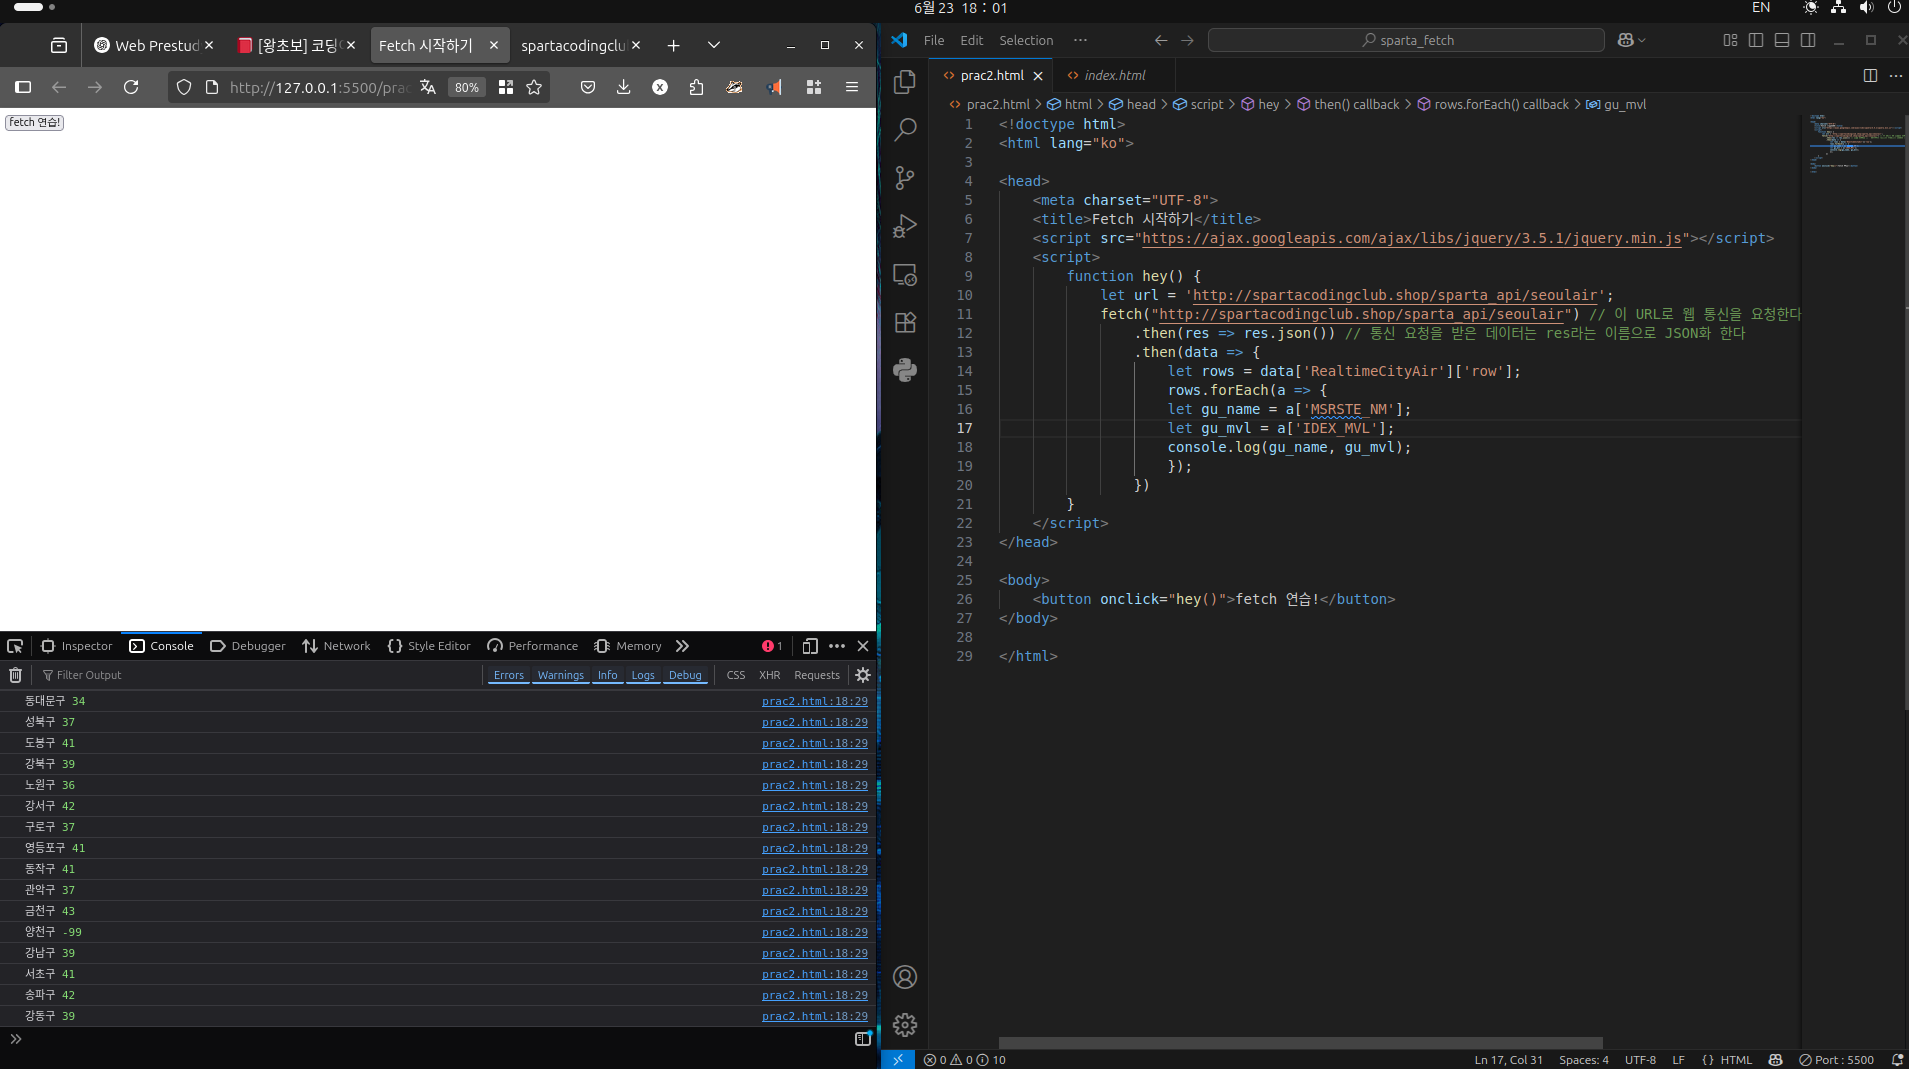 6월 23 18 : 01
EN
Web Prestud
[왕초보] 코딩
Fetch 시작하기
spartacodingclu
http://127.0.0.1:5500/prac
80%
fetch 연습!
Inspector
Console
Debugger
Network
Style Editor
Performance
Memory
1
Filter Output
Errors
Warnings
Info
Logs
Debug
CSS
XHR
Requests
동대문구 34 prac2.html:18:29
성북구 37 prac2.html:18:29
도봉구 41 prac2.html:18:29
강북구 39 prac2.html:18:29
노원구 36 prac2.html:18:29
강서구 42 prac2.html:18:29
구로구 37 prac2.html:18:29
영등포구 41 prac2.html:18:29
동작구 41 prac2.html:18:29
관악구 37 prac2.html:18:29
금천구 43 prac2.html:18:29
양천구 -99 prac2.html:18:29
강남구 39 prac2.html:18:29
서초구 41 prac2.html:18:29
송파구 42 prac2.html:18:29
강동구 39 prac2.html:18:29
File Edit Selection ···
sparta_fetch
prac2.html
index.html
prac2.html > html > head > script > hey > then() callback > rows.forEach() callback > gu_mvl
1 <!doctype html>
2 <html lang="ko">
3
4 <head>
5 <meta charset="UTF-8">
6 <title>Fetch 시작하기</title>
7 <script src="https://ajax.googleapis.com/ajax/libs/jquery/3.5.1/jquery.min.js"></script>
8 <script>
9 function hey() {
10 let url = 'http://spartacodingclub.shop/sparta_api/seoulair';
11 fetch("http://spartacodingclub.shop/sparta_api/seoulair") // 이 URL로 웹 통신을 요청한다
12 .then(res => res.json()) // 통신 요청을 받은 데이터는 res라는 이름으로 JSON화 한다
13 .then(data => {
14 let rows = data['RealtimeCityAir']['row'];
15 rows.forEach(a => {
16 let gu_name = a['MSRSTE_NM'];
17 let gu_mvl = a['IDEX_MVL'];
18 console.log(gu_name, gu_mvl);
19 });
20 })
21 }
22 </script>
23 </head>
24
25 <body>
26 <button onclick="hey()">fetch 연습!</button>
27 </body>
28
29 </html>
0 0 10
Ln 17, Col 31
Spaces: 4
UTF-8
LF
{ } HTML
Port : 5500